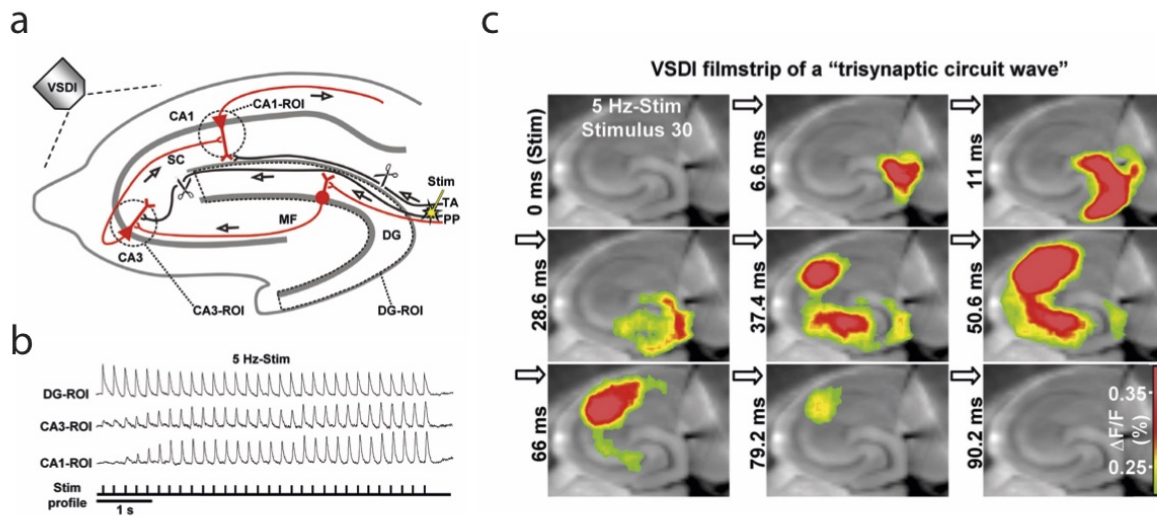 a
VSDI
CA1
CA1-ROI
SC
Stim
TA
PP
MF
DG
CA3
CA3-ROI
DG-ROI
b
5 Hz-Stim
DG-ROI
CA3-ROI
CA1-ROI
Stim
profile
1 s
c
VSDI filmstrip of a “trisynaptic circuit wave”
0 ms (Stim)
5 Hz-Stim
Stimulus 30
6.6 ms
11 ms
28.6 ms
37.4 ms
50.6 ms
66 ms
79.2 ms
90.2 ms
ΔF/F
(%)
0.35
0.25